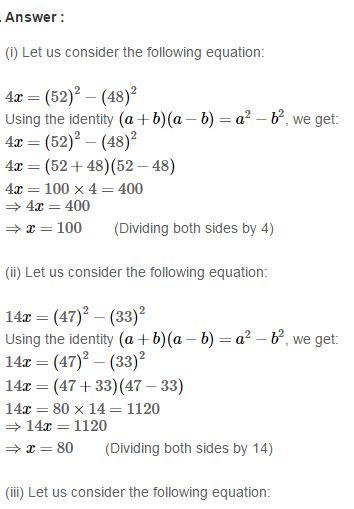 Answer :
(i) Let us consider the following equation:
4x = (52)² − (48)²
Using the identity (a + b)(a − b) = a² − b², we get:
4x = (52)² − (48)²
4x = (52 + 48)(52 − 48)
4x = 100 × 4 = 400
⇒ 4x = 400
⇒ x = 100 (Dividing both sides by 4)
(ii) Let us consider the following equation:
14x = (47)² − (33)²
Using the identity (a + b)(a − b) = a² − b², we get:
14x = (47)² − (33)²
14x = (47 + 33)(47 − 33)
14x = 80 × 14 = 1120
⇒ 14x = 1120
⇒ x = 80 (Dividing both sides by 14)
(iii) Let us consider the following equation: